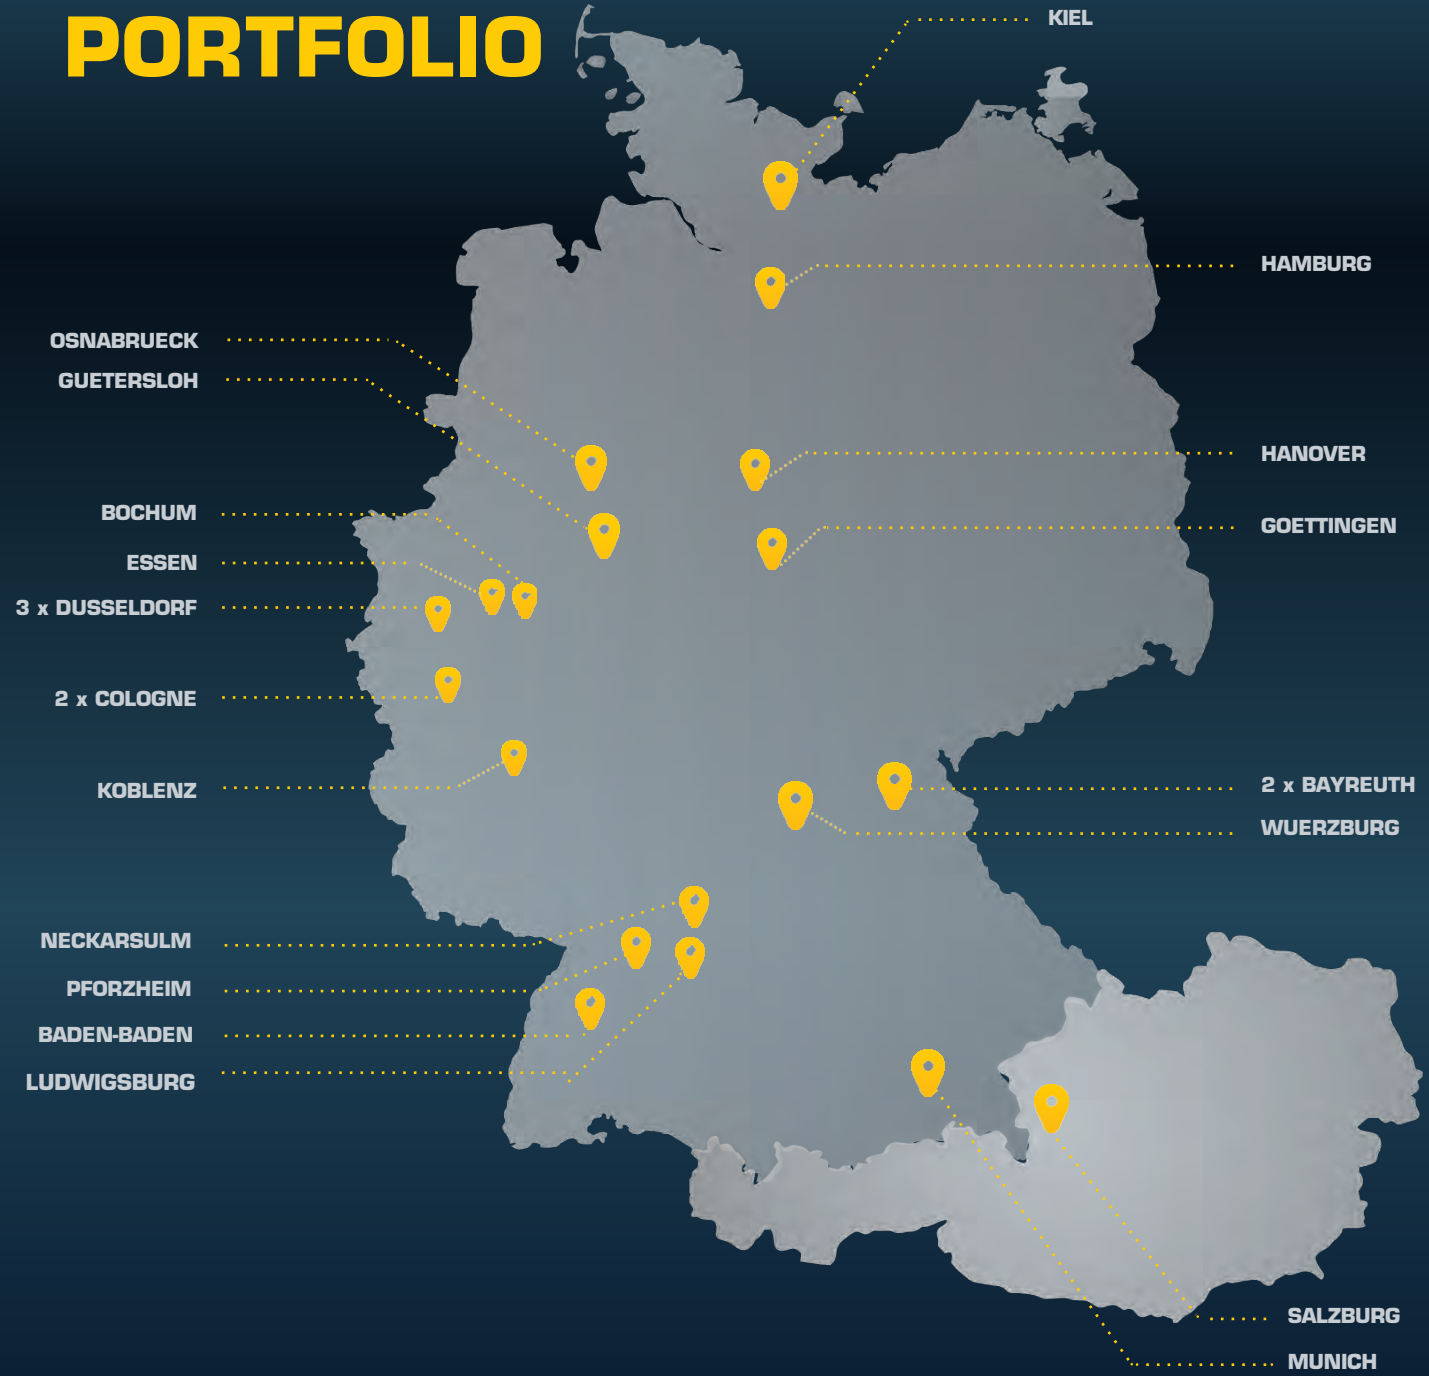 PORTFOLIO
KIEL
HAMBURG
OSNABRUECK
GUETERSLOH
HANOVER
BOCHUM
GOETTINGEN
ESSEN
3 x DUSSELDORF
2 x COLOGNE
KOBLENZ
2 x BAYREUTH
WUERZBURG
NECKARSULM
PFORZHEIM
BADEN-BADEN
LUDWIGSBURG
SALZBURG
MUNICH